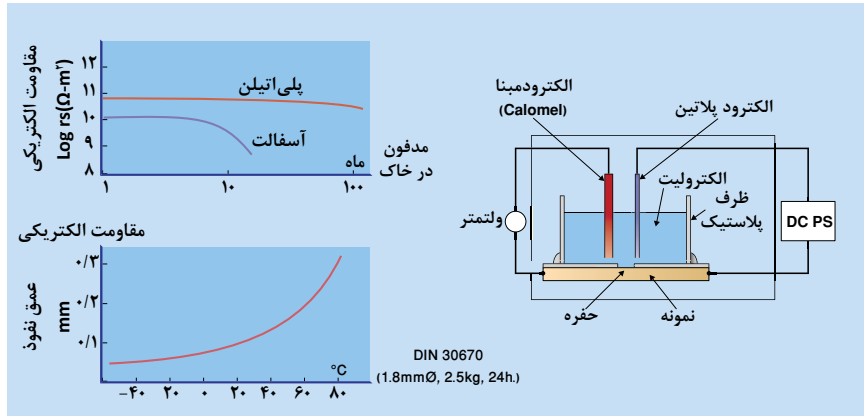 مقاومت الکتریکی
Log rs(Ω-m²)
۱۲
۱۱
۱۰
۹
۸
پلی‌اتیلن
آسفالت
ماه
۱
۱۰
۱۰۰
مدفون
در خاک
مقاومت الکتریکی
عمق نفوذ
mm
۰/۳
۰/۲
۰/۱
°C
−۴۰
۲۰
۰
۲۰
۴۰
۶۰
۸۰
DIN 30670
(1.8mmØ, 2.5kg, 24h.)
الکترودمبنا
(Calomel)
الکترود پلاتین
الکترولیت
ظرف
پلاستیک
ولتمتر
DC PS
حفره
نمونه